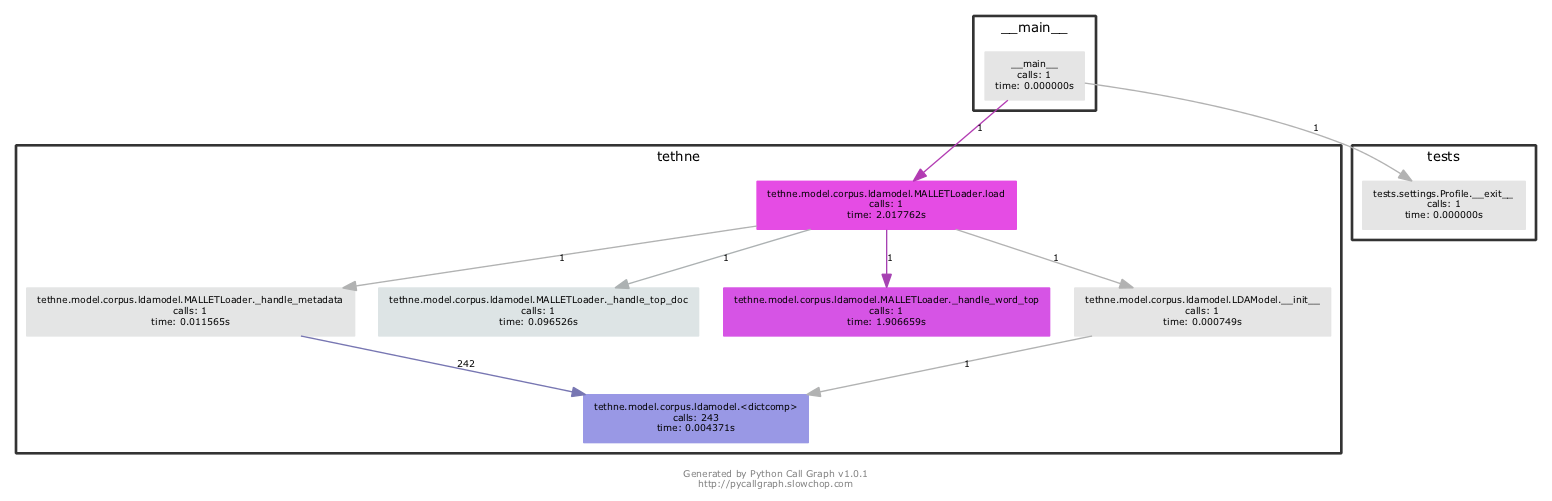 __main__
__main__
calls: 1
time: 0.000000s
1
1
tethne
tests
tethne.model.corpus.ldamodel.MALLETLoader.load
calls: 1
time: 2.017762s
tests.settings.Profile.__exit__
calls: 1
time: 0.000000s
1
1
1
1
tethne.model.corpus.ldamodel.MALLETLoader._handle_metadata
calls: 1
time: 0.011565s
tethne.model.corpus.ldamodel.MALLETLoader._handle_top_doc
calls: 1
time: 0.096526s
tethne.model.corpus.ldamodel.MALLETLoader._handle_word_top
calls: 1
time: 1.906659s
tethne.model.corpus.ldamodel.LDAModel.__init__
calls: 1
time: 0.000749s
242
1
tethne.model.corpus.ldamodel.<dictcomp>
calls: 243
time: 0.004371s
Generated by Python Call Graph v1.0.1
http://pycallgraph.slowchop.com